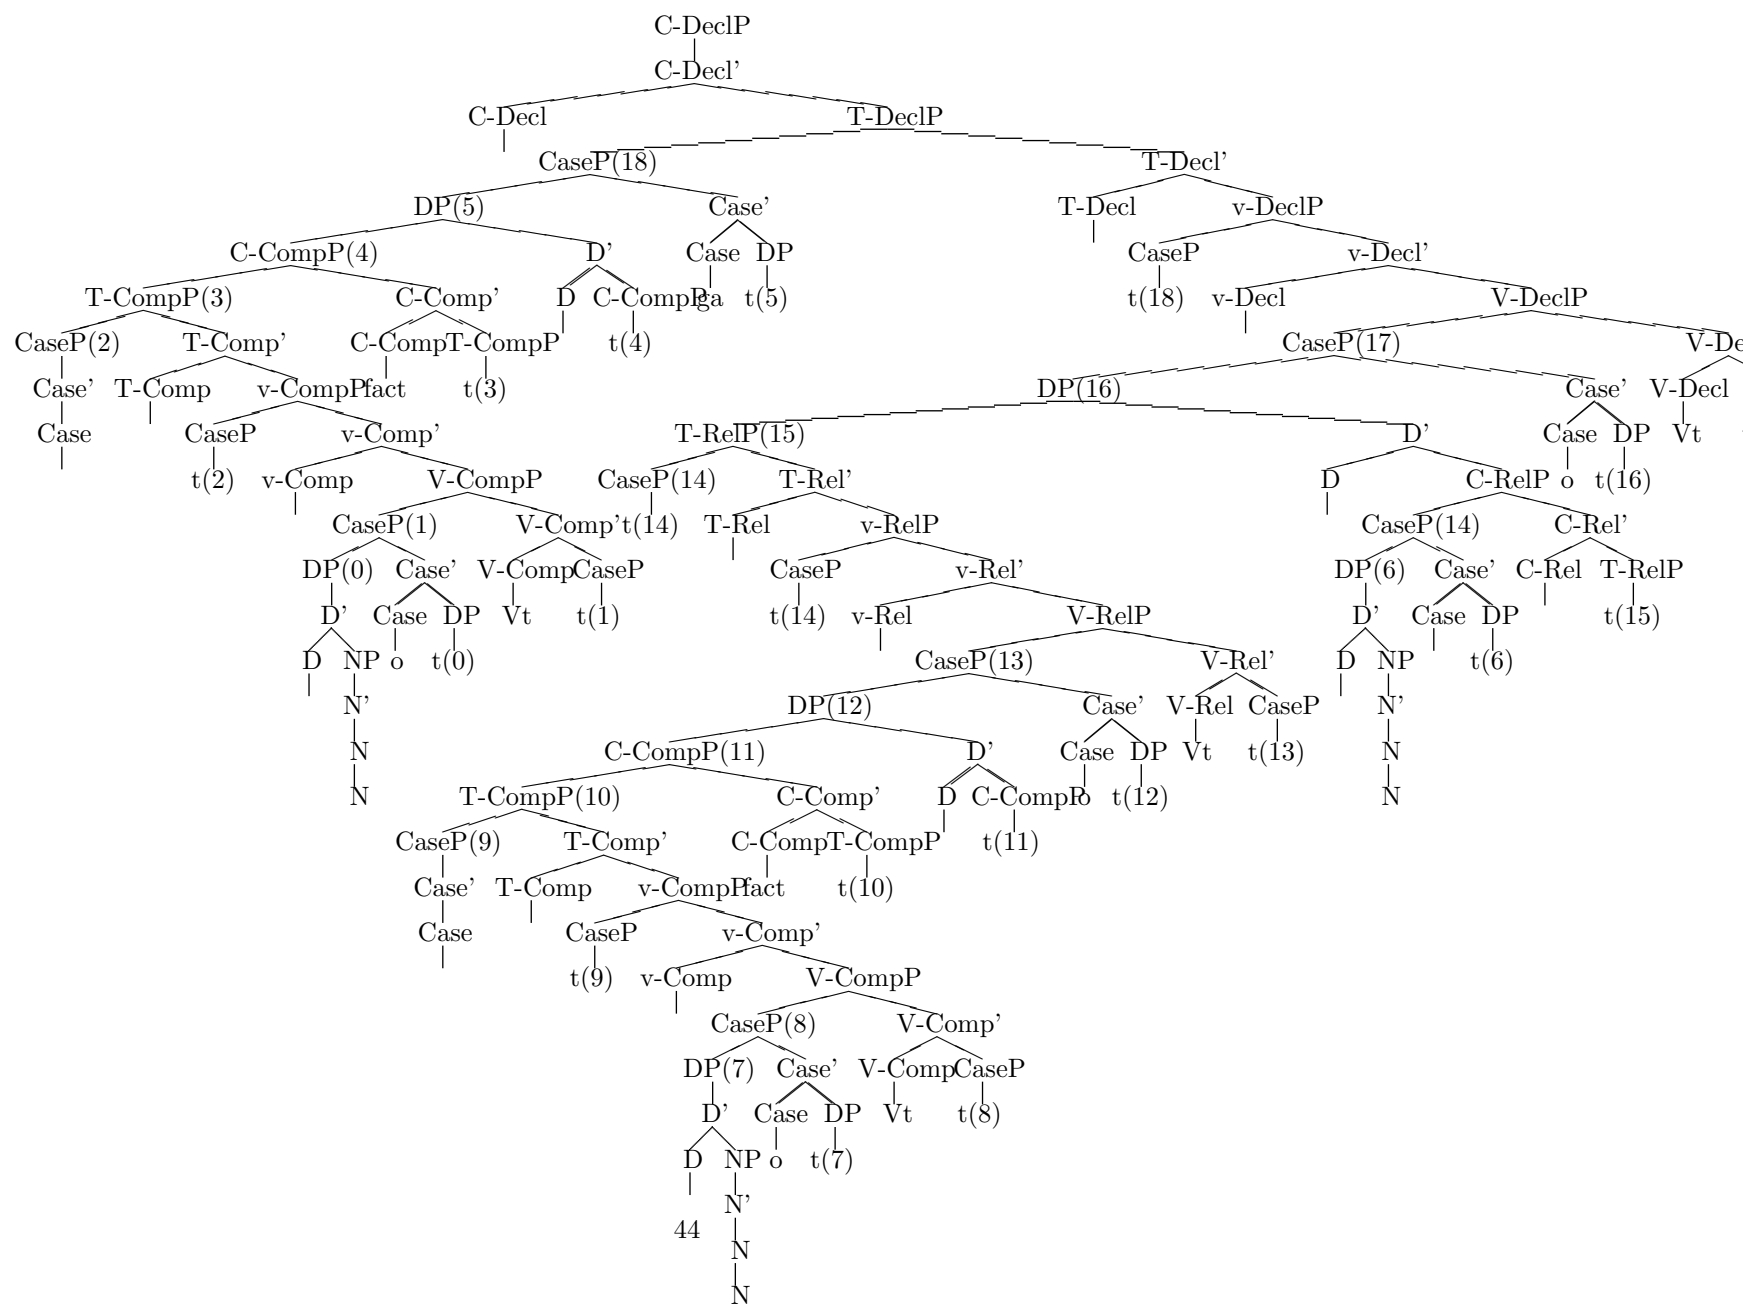 C-DeclP
C-Decl'
C-Decl T-DeclP
CaseP(18) T-Decl'
DP(5) Case' T-Decl v-DeclP
C-CompP(4) D' Case DP CaseP v-Decl'
T-CompP(3) C-Comp' D C-CompP ga t(5) t(18) v-Decl V-DeclP
CaseP(2) T-Comp' C-Comp T-CompP t(4) CaseP(17) V-De
Case' T-Comp v-CompP fact t(3) DP(16) Case' V-Decl
Case CaseP v-Comp' T-RelP(15) D' Case DP Vt
t(2) v-Comp V-CompP CaseP(14) T-Rel' D C-RelP o t(16)
CaseP(1) V-Comp' t(14) T-Rel v-RelP CaseP(14) C-Rel'
DP(0) Case' V-Comp CaseP CaseP v-Rel' DP(6) Case' C-Rel T-RelP
D' Case DP Vt t(1) t(14) v-Rel V-RelP D' Case DP t(15)
D NP o t(0) CaseP(13) V-Rel' D NP t(6)
N' DP(12) Case' V-Rel CaseP N'
N C-CompP(11) D' Case DP Vt t(13) N
N T-CompP(10) C-Comp' D C-CompP o t(12) N
CaseP(9) T-Comp' C-Comp T-CompP t(11)
Case' T-Comp v-CompP fact t(10)
Case CaseP v-Comp'
t(9) v-Comp V-CompP
CaseP(8) V-Comp'
DP(7) Case' V-Comp CaseP
D' Case DP Vt t(8)
D NP o t(7)
N'
44
N
N